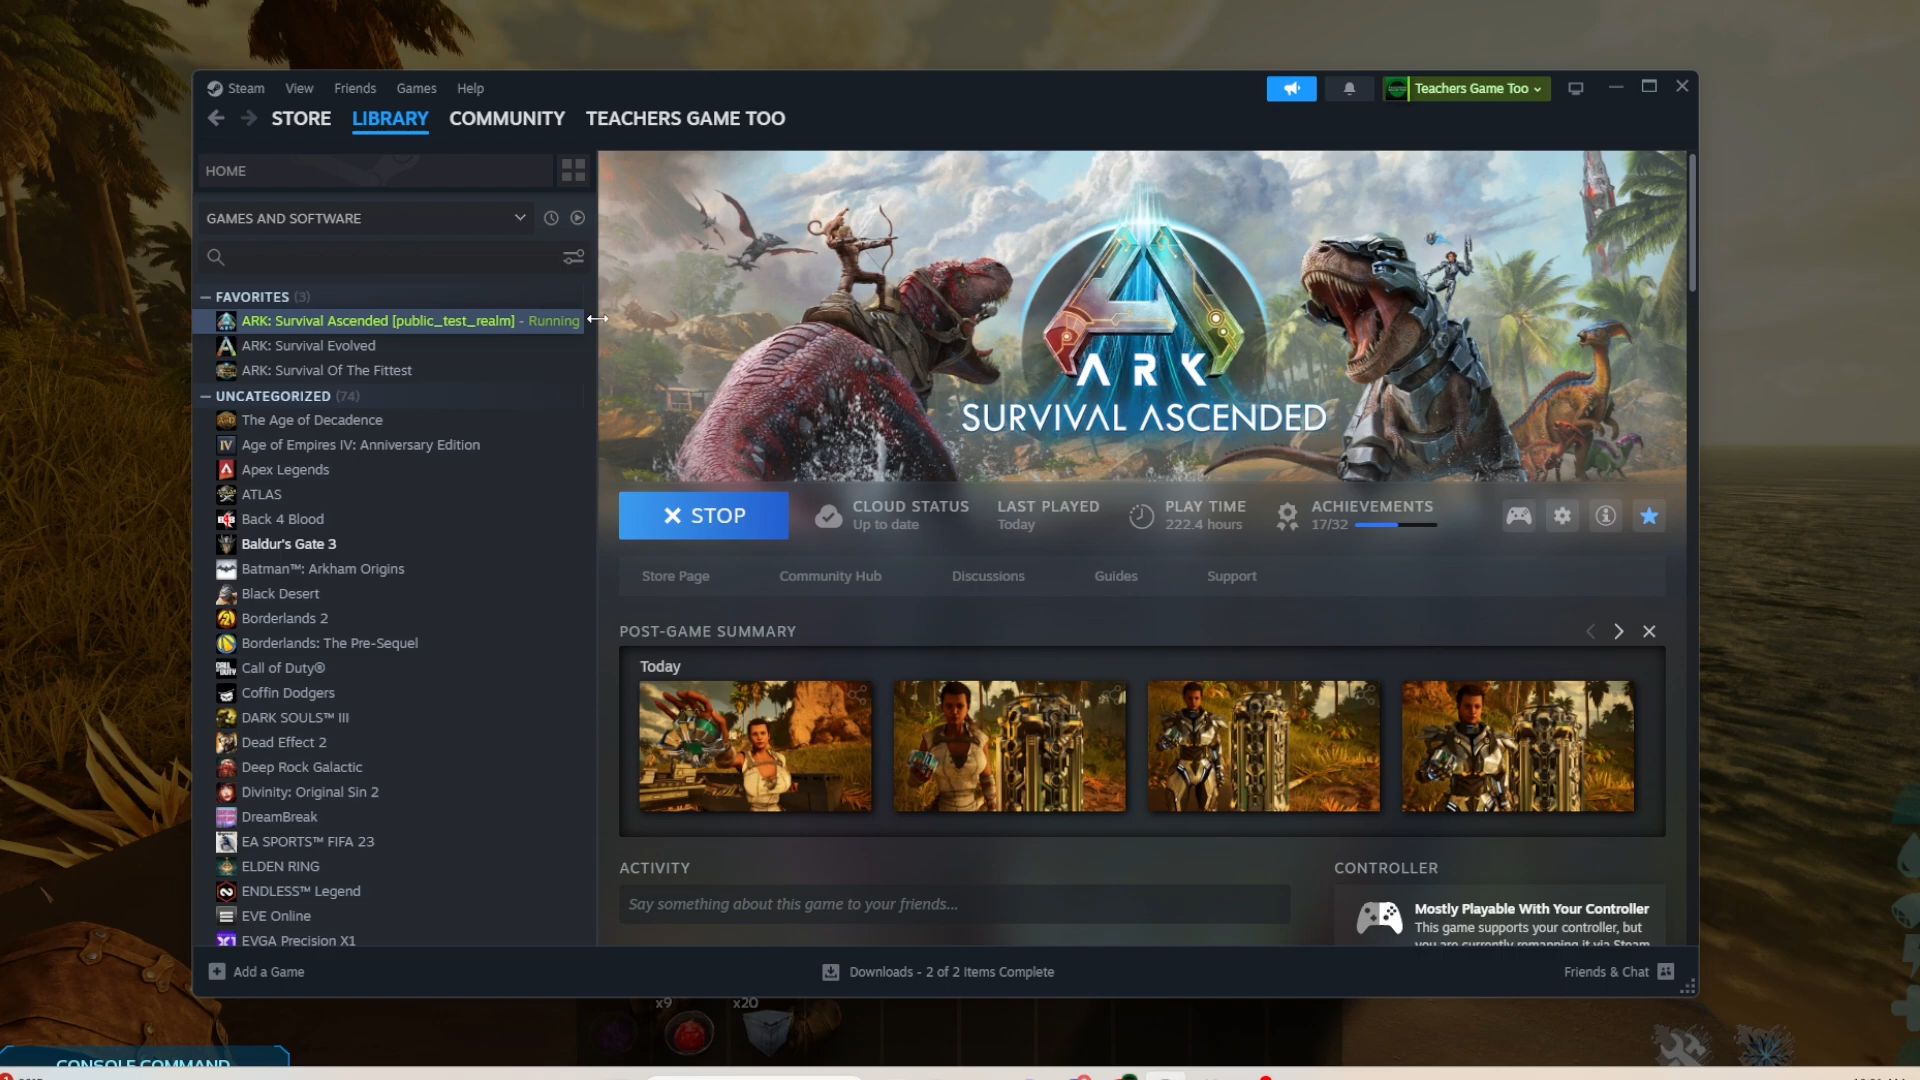 Steam View Friends Games Help
Teachers Game Too
STORE LIBRARY COMMUNITY TEACHERS GAME TOO
HOME
GAMES AND SOFTWARE
FAVORITES (3)
ARK: Survival Ascended [public_test_realm] - Running
ARK: Survival Evolved
ARK: Survival Of The Fittest
UNCATEGORIZED (74)
The Age of Decadence
Age of Empires IV: Anniversary Edition
Apex Legends
ATLAS
Back 4 Blood
Baldur's Gate 3
Batman™: Arkham Origins
Black Desert
Borderlands 2
Borderlands: The Pre-Sequel
Call of Duty®
Coffin Dodgers
DARK SOULS™ III
Dead Effect 2
Deep Rock Galactic
Divinity: Original Sin 2
DreamBreak
EA SPORTS™ FIFA 23
ELDEN RING
ENDLESS™ Legend
EVE Online
EVGA Precision X1
ARK
SURVIVAL ASCENDED
STOP
CLOUD STATUS
Up to date
LAST PLAYED
Today
PLAY TIME
222.4 hours
ACHIEVEMENTS
17/32
Store Page Community Hub Discussions Guides Support
POST-GAME SUMMARY
Today
ACTIVITY
Say something about this game to your friends...
CONTROLLER
Mostly Playable With Your Controller
This game supports your controller, but
you are currently remapping it via Steam
Add a Game
Downloads - 2 of 2 Items Complete
Friends & Chat
x9 x20
CONSOLE COMMAND